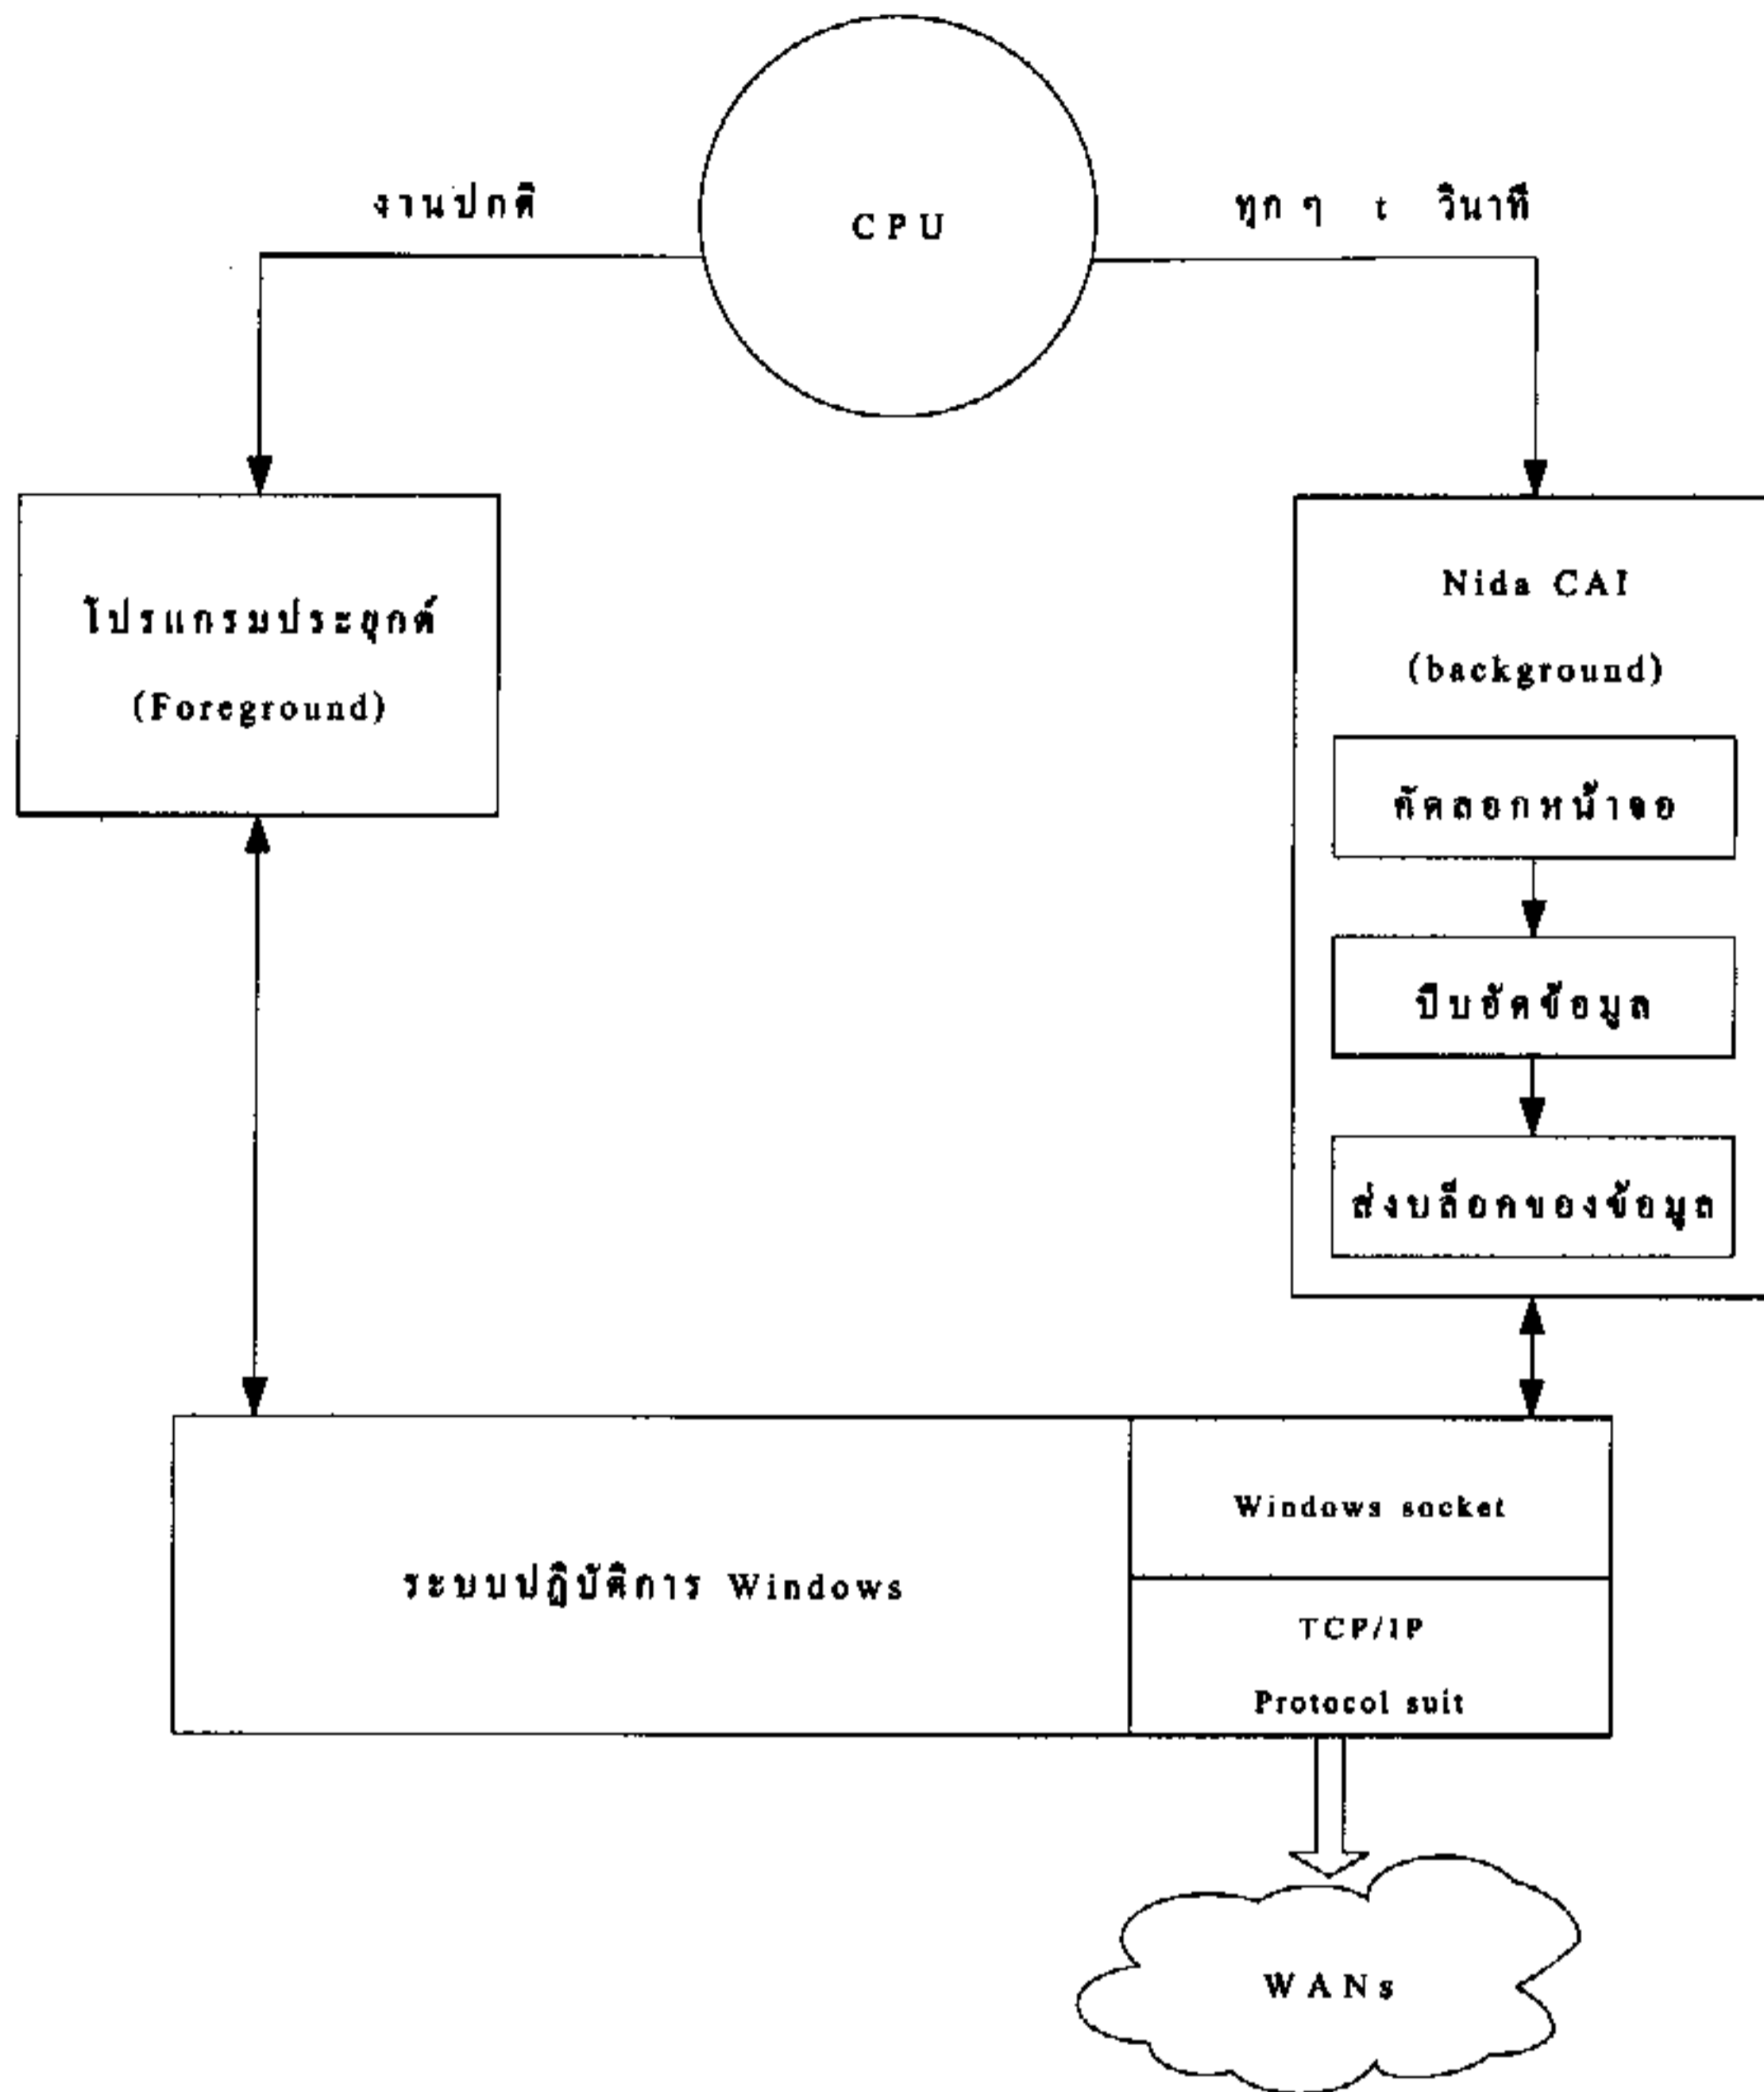 งานปกติ
CPU
ทุก ๆ t วินาที
โปรแกรมประยุกต์
(Foreground)
Nida CAI
(background)
คัดลอกหน้าจอ
บีบอัดข้อมูล
ส่งบล็อคของข้อมูล
ระบบปฏิบัติการ Windows
Windows socket
TCP/IP
Protocol suit
WANs